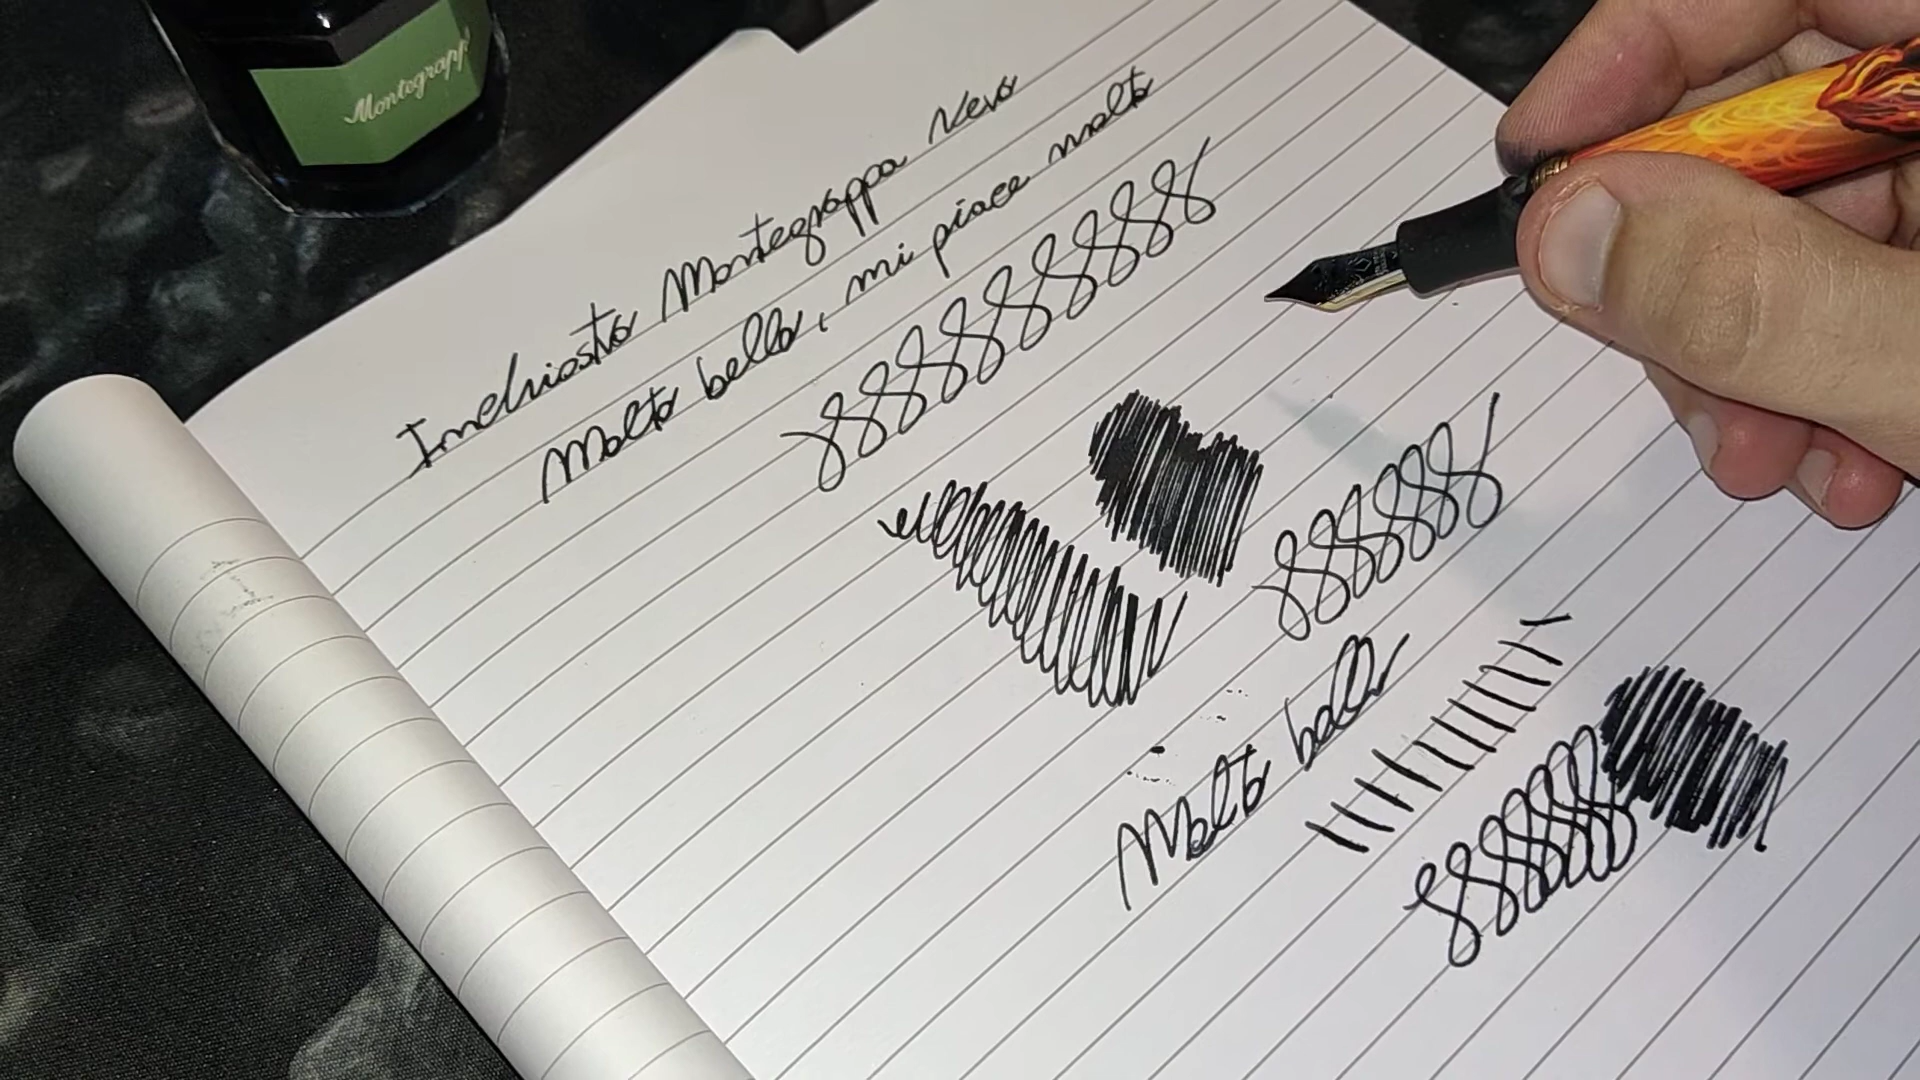 Montegrappa
Inchiostro Montegrappa Nero
Molto bello, mi piace molto
Molto bello